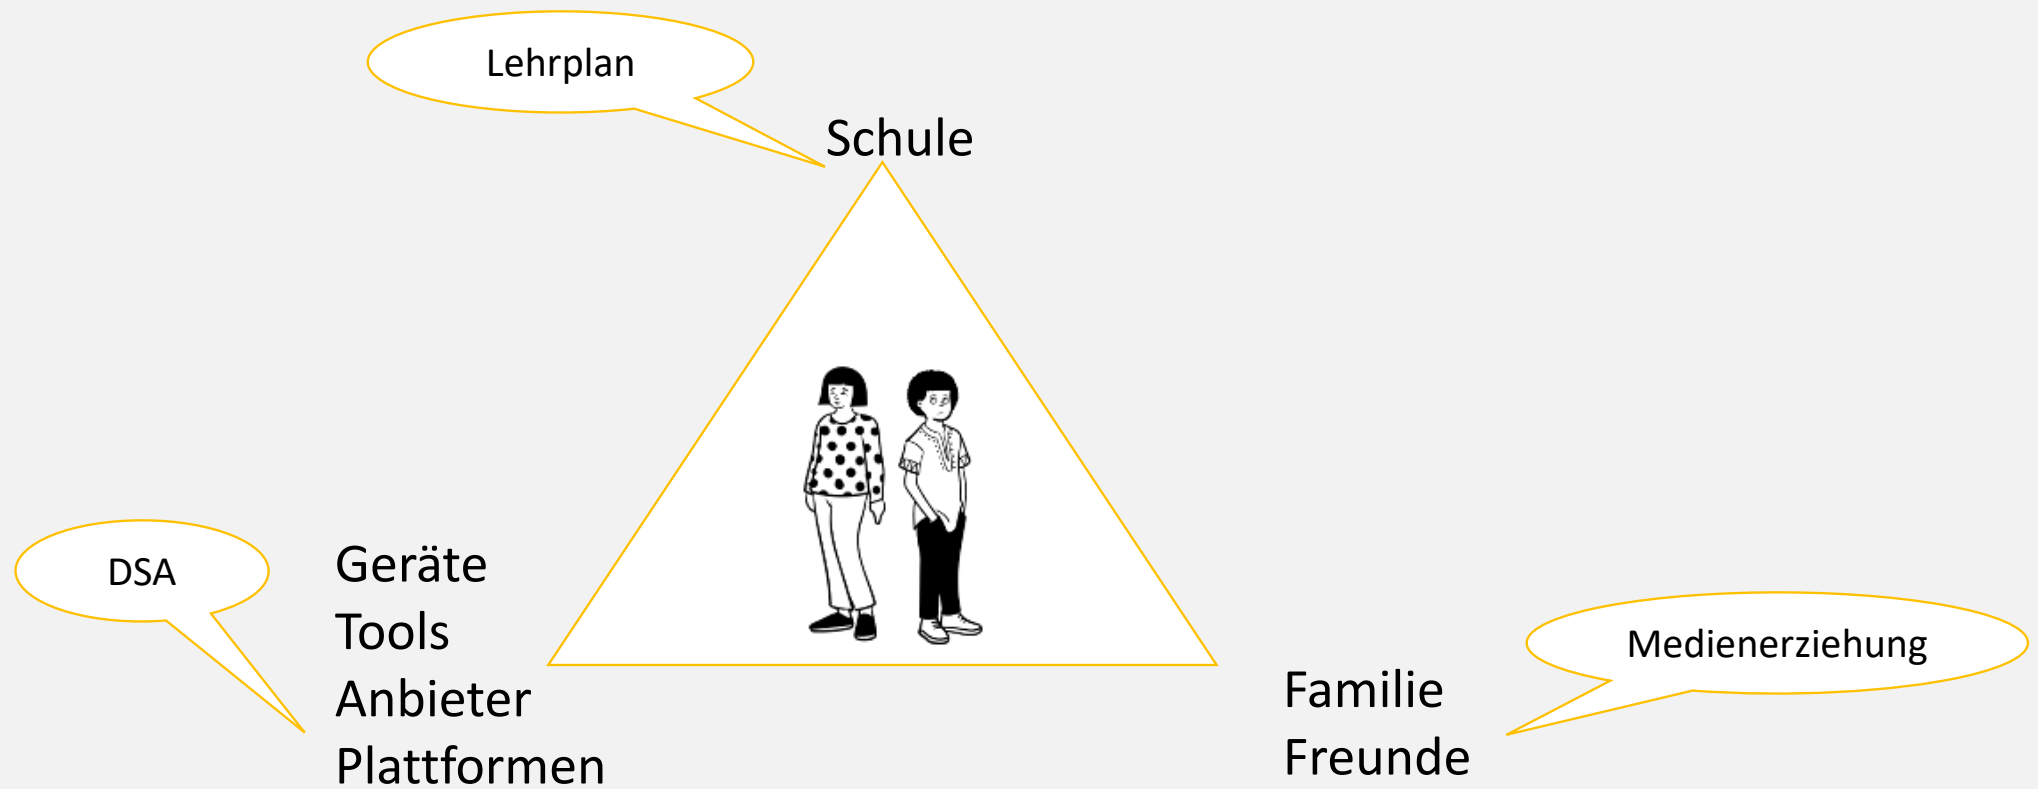 Lehrplan
Schule
DSA
Geräte
Tools
Anbieter
Plattformen
Medienerziehung
Familie
Freunde